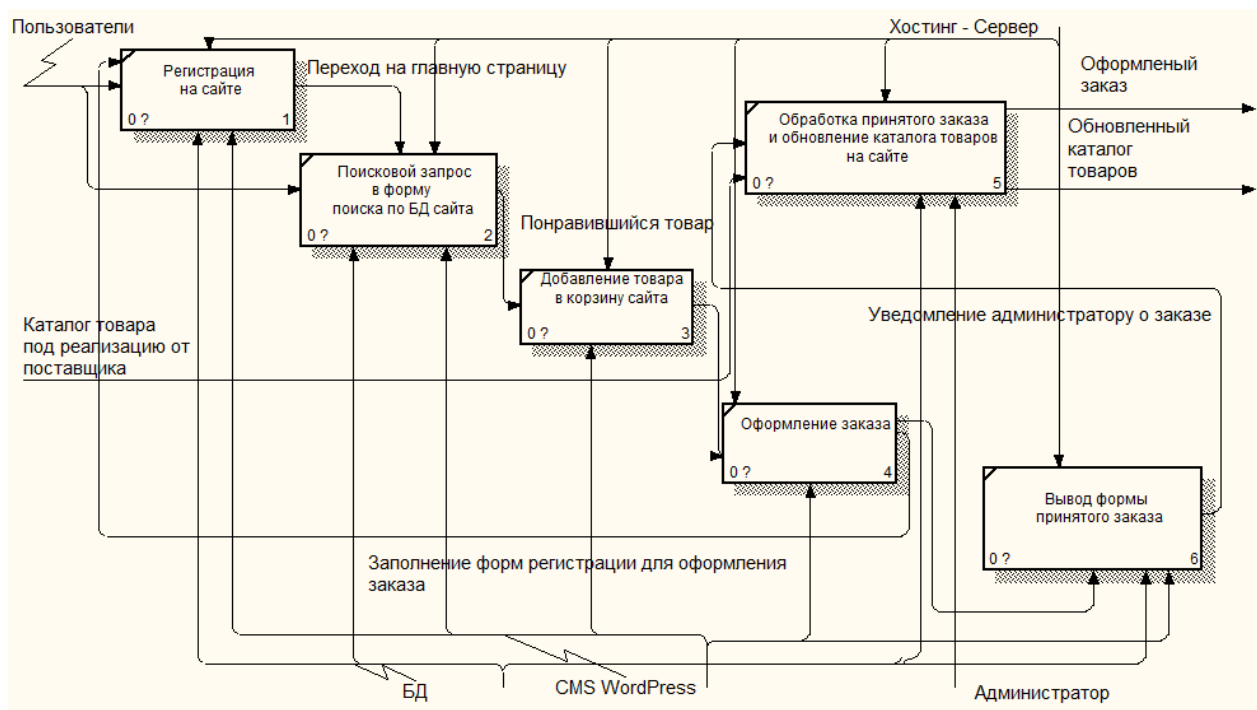 Пользователи
Хостинг - Сервер
Регистрация
на сайте
0 ?
1
Переход на главную страницу
Оформленый
заказ
Обработка принятого заказа
и обновление каталога товаров
на сайте
0 ?
5
Обновленный
каталог
товаров
Поисковой запрос
в форму
поиска по БД сайта
0 ?
2
Понравившийся товар
Добавление товара
в корзину сайта
0 ?
3
Каталог товара
под реализацию от
поставщика
Уведомление администратору о заказе
Оформление заказа
0 ?
4
Вывод формы
принятого заказа
0 ?
6
Заполнение форм регистрации для оформления
заказа
БД
CMS WordPress
Администратор